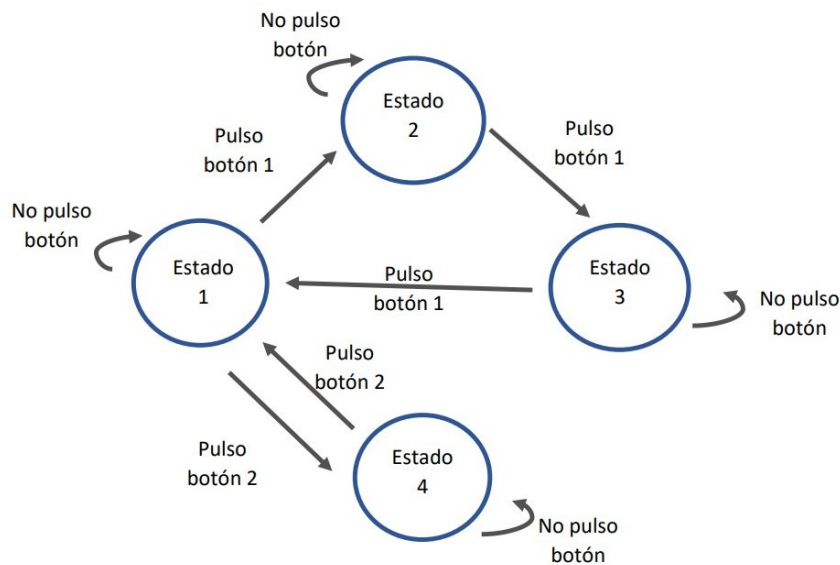 No pulso
botón
Estado
2
Pulso
botón 1
Pulso
botón 1
No pulso
botón
Estado
1
Pulso
botón 1
Estado
3
No pulso
botón
Pulso
botón 2
Pulso
botón 2
Estado
4
No pulso
botón